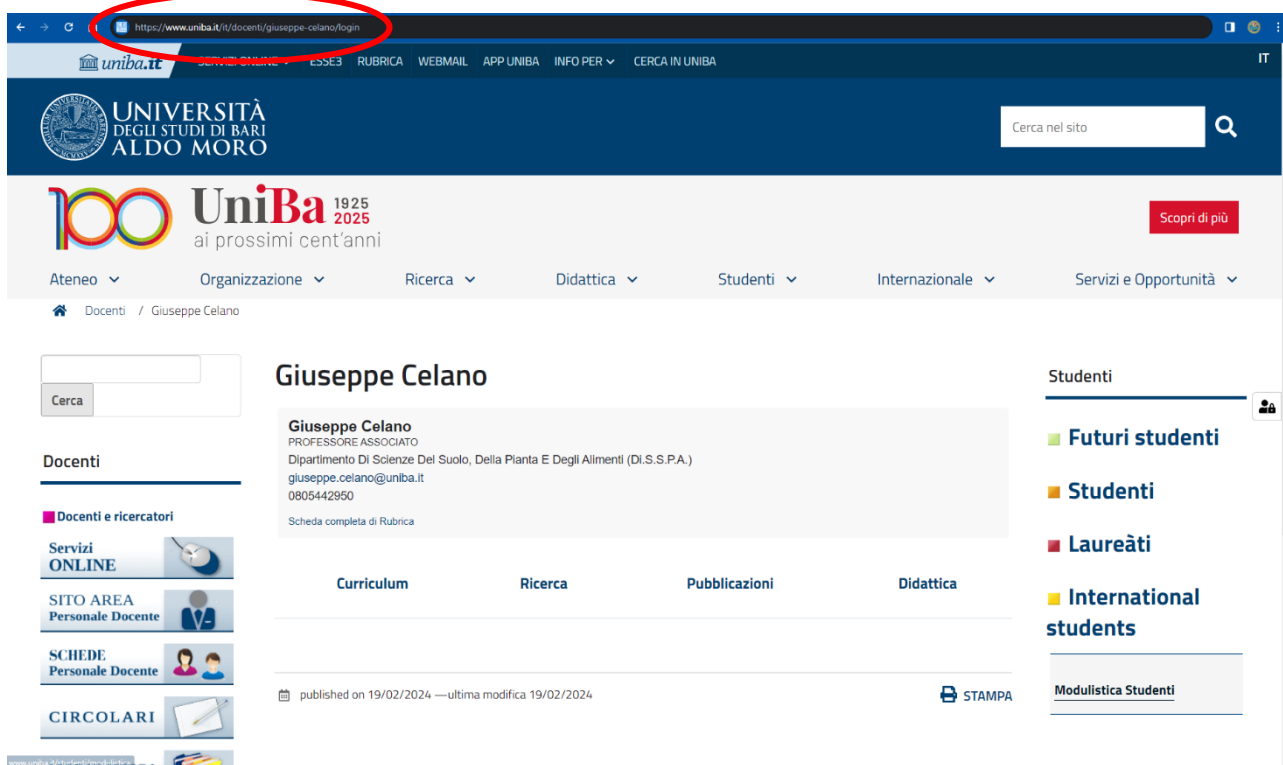 https://www.uniba.it/it/docenti/giuseppe-celano/login
uniba.it
SERVIZI ONLINE ESSE3 RUBRICA WEBMAIL APP UNIBA INFO PER CERCA IN UNIBA IT
UNIVERSITÀ
DEGLI STUDI DI BARI
ALDO MORO
Cerca nel sito
100 UniBa 1925
2025
ai prossimi cent'anni
Scopri di più
Ateneo Organizzazione Ricerca Didattica Studenti Internazionale Servizi e Opportunità
Docenti / Giuseppe Celano
Cerca
Docenti
Docenti e ricercatori
Servizi
ONLINE
SITO AREA
Personale Docente
SCHEDE
Personale Docente
CIRCOLARI
Giuseppe Celano
Giuseppe Celano
PROFESSORE ASSOCIATO
Dipartimento Di Scienze Del Suolo, Della Pianta E Degli Alimenti (Di.S.S.P.A.)
giuseppe.celano@uniba.it
0805442950
Scheda completa di Rubrica
Curriculum Ricerca Pubblicazioni Didattica
published on 19/02/2024 —ultima modifica 19/02/2024
STAMPA
Studenti
Futuri studenti
Studenti
Laureàti
International
students
Modulistica Studenti
www.uniba.it/studenti/modulistica